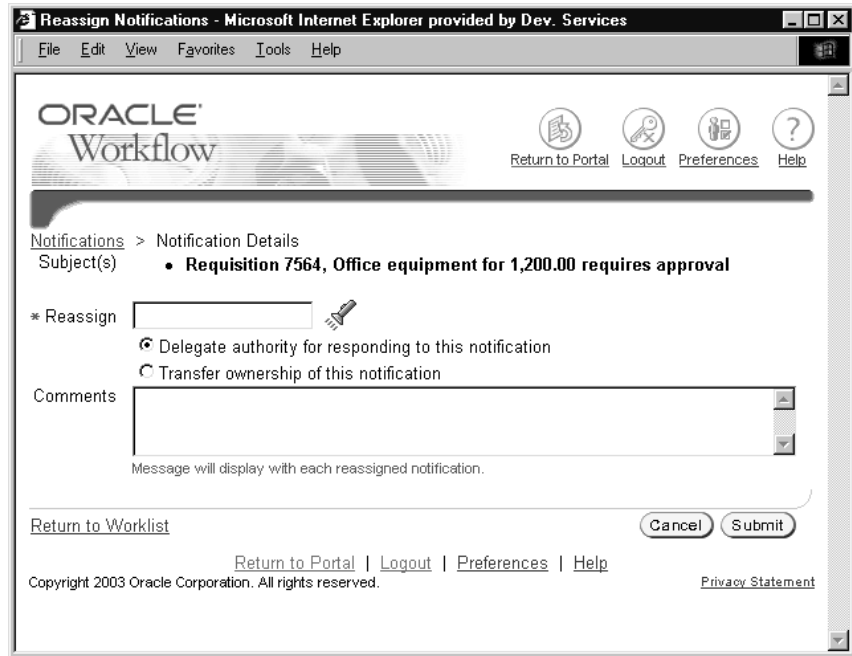 Reassign Notifications - Microsoft Internet Explorer provided by Dev. Services
File Edit View Favorites Tools Help
ORACLE
Workflow
Return to Portal Logout Preferences Help
Notifications > Notification Details
Subject(s) • Requisition 7564, Office equipment for 1,200.00 requires approval
* Reassign
Delegate authority for responding to this notification
Transfer ownership of this notification
Comments
Message will display with each reassigned notification.
Return to Worklist Cancel Submit
Return to Portal | Logout | Preferences | Help
Copyright 2003 Oracle Corporation. All rights reserved. Privacy Statement